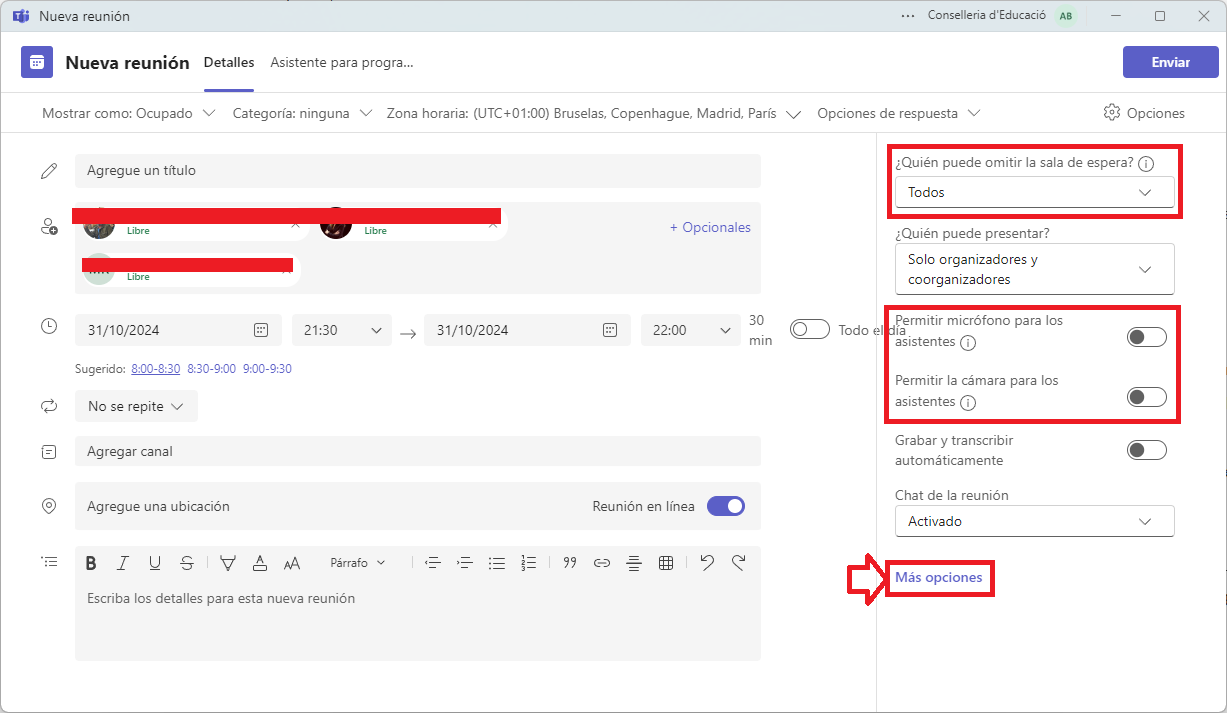 Nueva reunión
Conselleria d'Educació AB
Nueva reunión Detalles Asistente para progra... Enviar
Mostrar como: Ocupado Categoría: ninguna Zona horaria: (UTC+01:00) Bruselas, Copenhague, Madrid, París Opciones de respuesta Opciones
Agregue un título
Libre Libre
+ Opcionales
Libre
31/10/2024 21:30 31/10/2024 22:00 30 min Todo el día
Sugerido: 8:00-8:30 8:30-9:00 9:00-9:30
No se repite
Agregar canal
Agregue una ubicación Reunión en línea
B I U S A AA Párrafo
Escriba los detalles para esta nueva reunión
¿Quién puede omitir la sala de espera?
Todos
¿Quién puede presentar?
Solo organizadores y
coorganizadores
Permitir micrófono para los
asistentes
Permitir la cámara para los
asistentes
Grabar y transcribir
automáticamente
Chat de la reunión
Activado
Más opciones